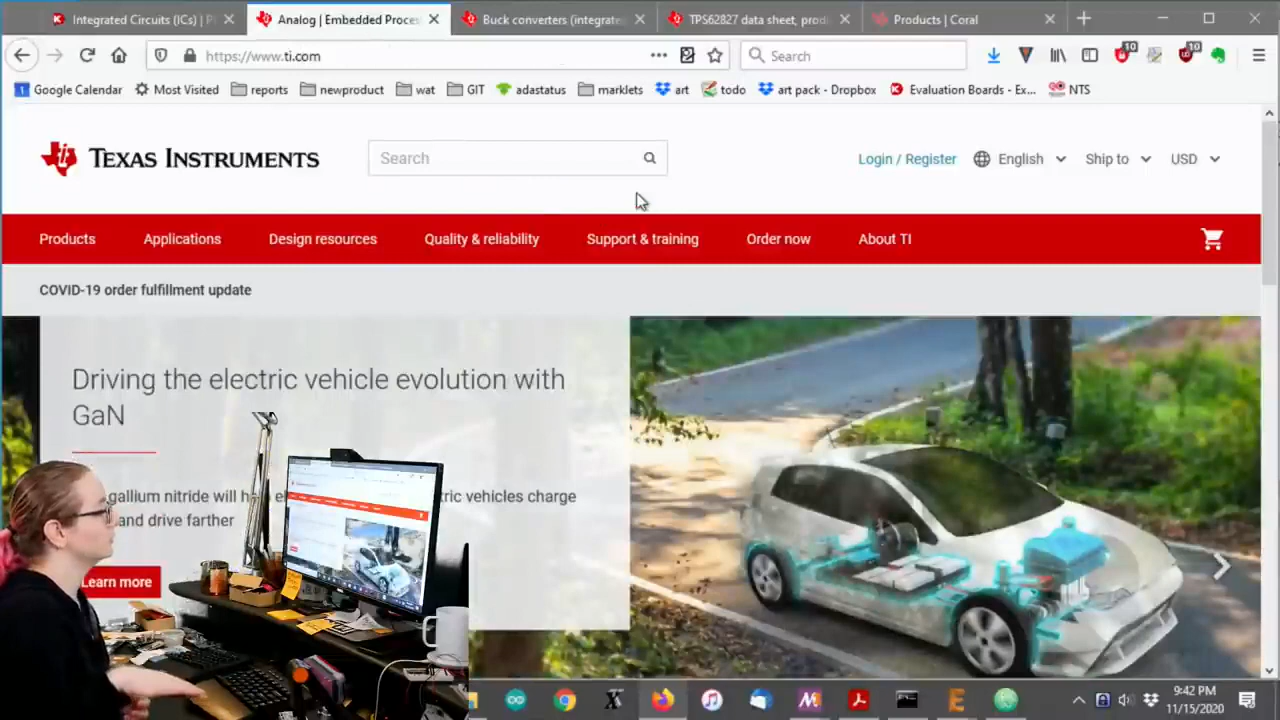 Integrated Circuits (ICs) | P
Analog | Embedded Proces
Buck converters (integrate
TPS62827 data sheet, prod
Products | Coral
https://www.ti.com
Search
10
10
Google Calendar
Most Visited
reports
newproduct
wat
GIT
adastatus
marklets
art
todo
art pack - Dropbox
Evaluation Boards - Ex...
NTS
TEXAS INSTRUMENTS
Search
Login / Register
English
Ship to
USD
Products
Applications
Design resources
Quality & reliability
Support & training
Order now
About TI
COVID-19 order fulfillment update
Driving the electric vehicle evolution with
GaN
gallium nitride will
vehicles charge
and drive farther
Learn more
9:42 PM
11/15/2020